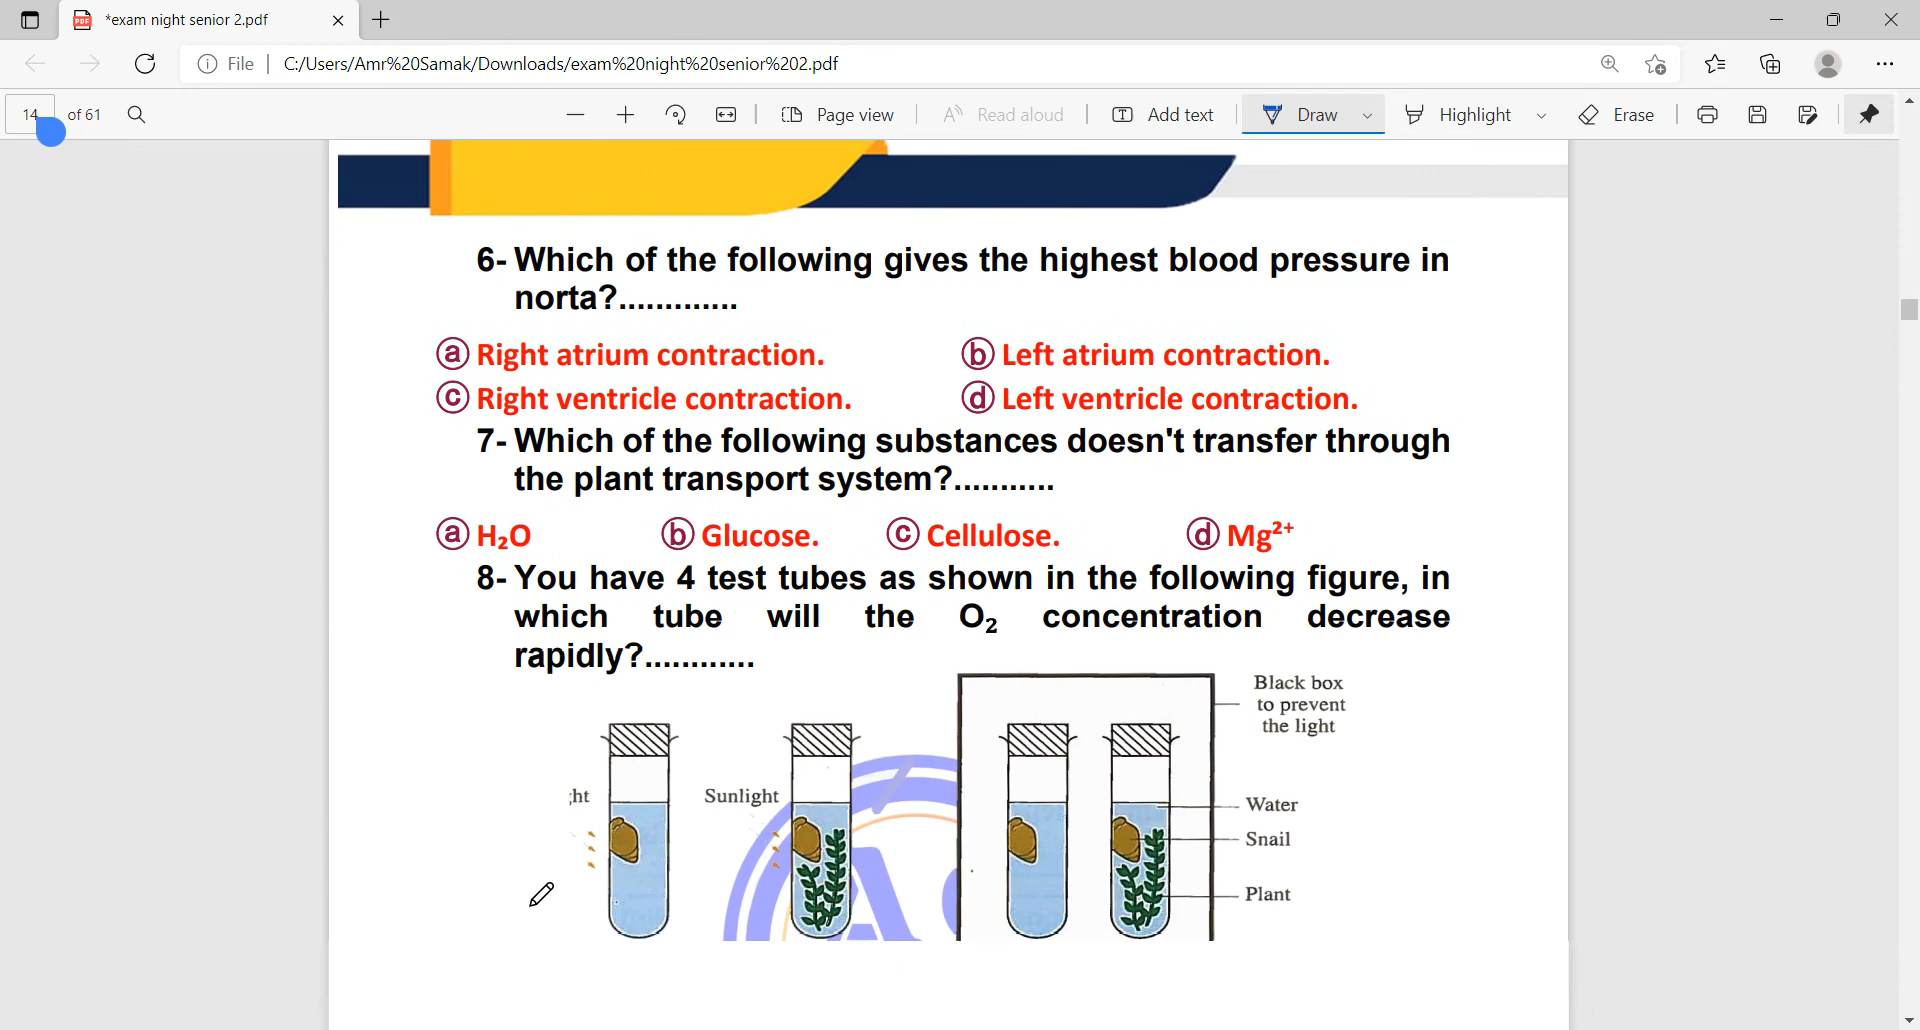 *exam night senior 2.pdf
File
C:/Users/Amr%20Samak/Downloads/exam%20night%20senior%202.pdf
14 of 61
Page view
Read aloud
Add text
Draw
Highlight
Erase
6- Which of the following gives the highest blood pressure in
norta?.............
ⓐ Right atrium contraction. ⓑ Left atrium contraction.
ⓒ Right ventricle contraction. ⓓ Left ventricle contraction.
7- Which of the following substances doesn't transfer through
the plant transport system?...........
ⓐ H₂O ⓑ Glucose. ⓒ Cellulose. ⓓ Mg²⁺
8- You have 4 test tubes as shown in the following figure, in
which tube will the O₂ concentration decrease
rapidly?............
Black box
to prevent
the light
ht
Sunlight
Water
Snail
Plant